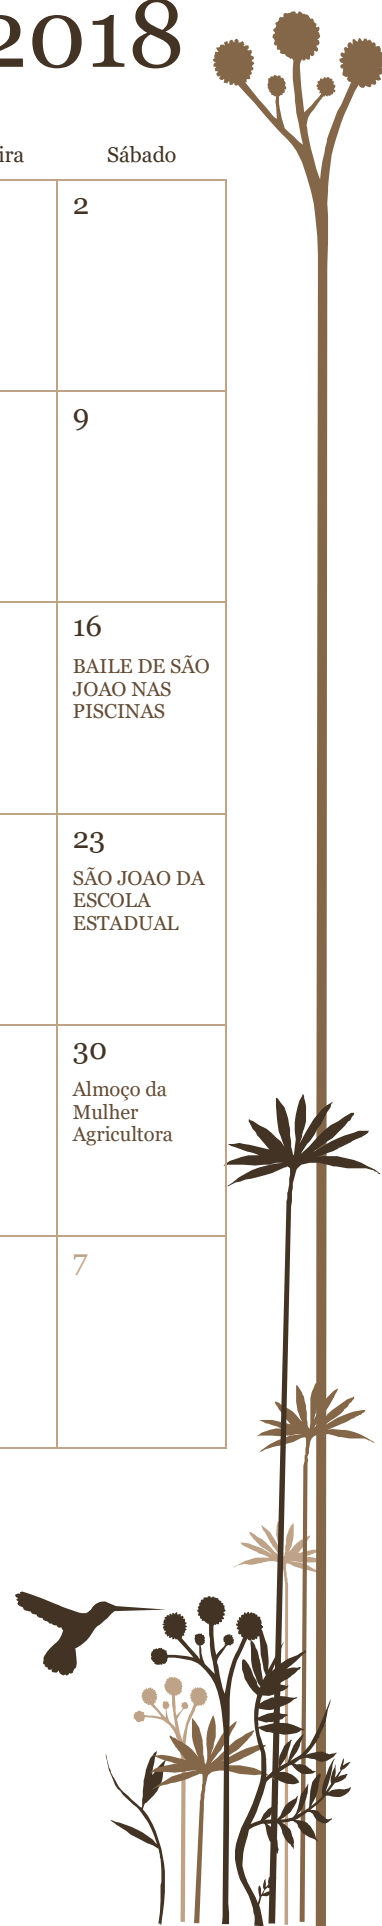 2018
ira
Sábado
2
9
16
BAILE DE SÃO
JOAO NAS
PISCINAS
23
SÃO JOAO DA
ESCOLA
ESTADUAL
30
Almoço da
Mulher
Agricultora
7